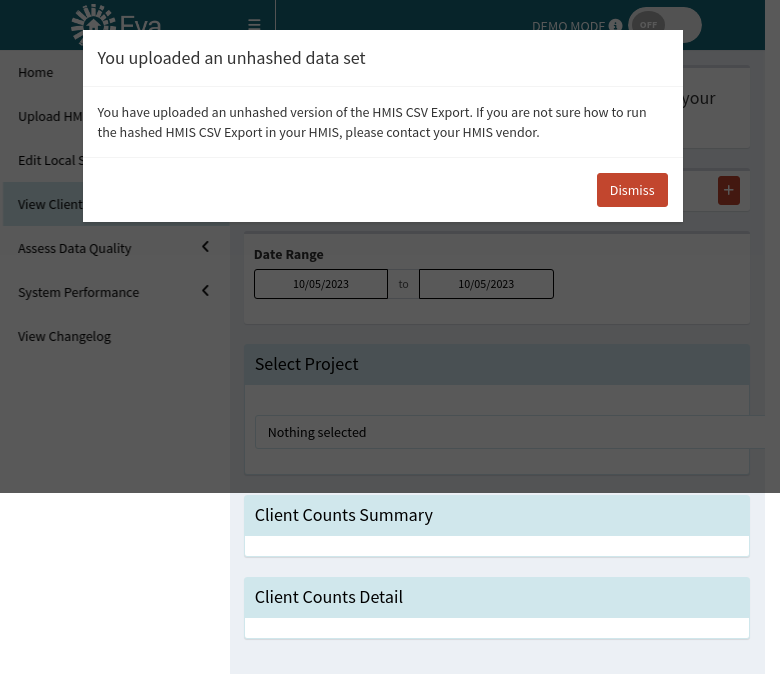 Eva
☰
DEMO MODE
OFF
You uploaded an unhashed data set
You have uploaded an unhashed version of the HMIS CSV Export. If you are not sure how to run
the hashed HMIS CSV Export in your HMIS, please contact your HMIS vendor.
Dismiss
Home
Upload HM
Edit Local S
View Client
Assess Data Quality
System Performance
View Changelog
your
+
Date Range
10/05/2023 to 10/05/2023
Select Project
Nothing selected
Client Counts Summary
Client Counts Detail